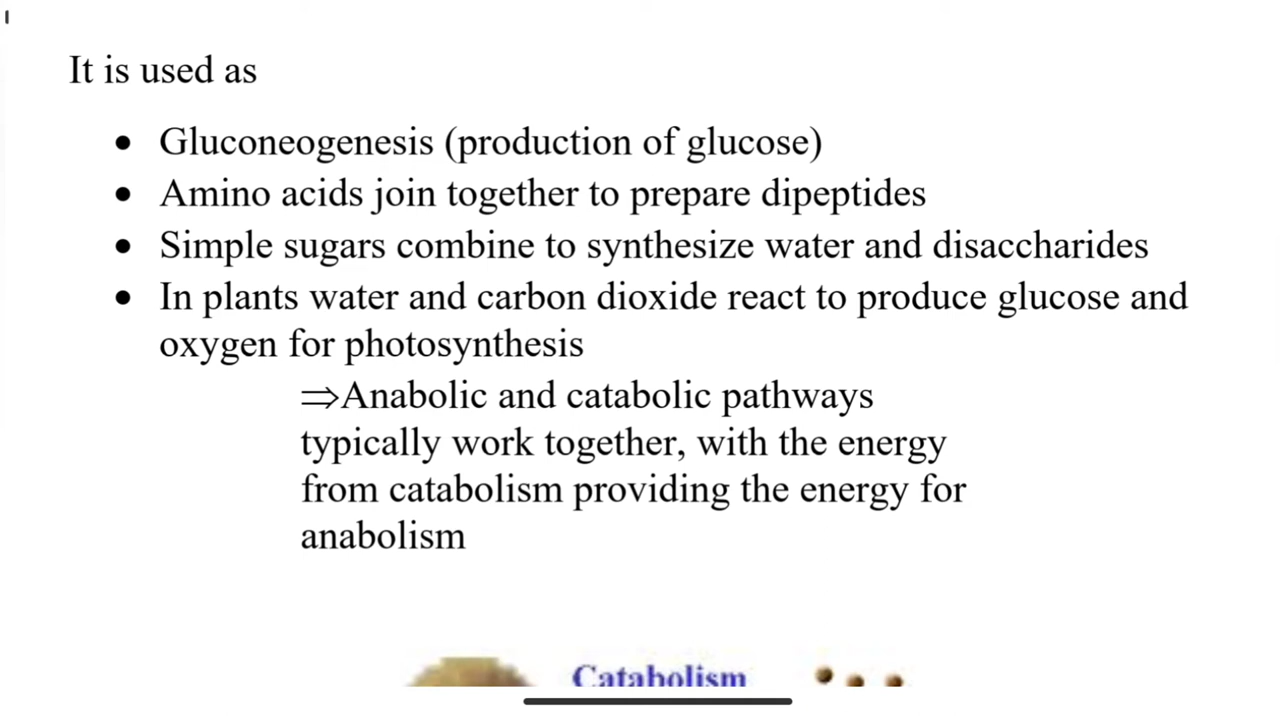 It is used as
• Gluconeogenesis (production of glucose)
• Amino acids join together to prepare dipeptides
• Simple sugars combine to synthesize water and disaccharides
• In plants water and carbon dioxide react to produce glucose and
oxygen for photosynthesis
⇒Anabolic and catabolic pathways
typically work together, with the energy
from catabolism providing the energy for
anabolism
Catabolism